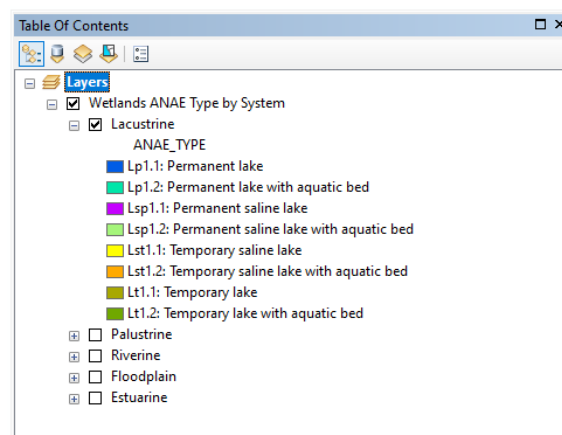 Table Of Contents
Layers
Wetlands ANAE Type by System
Lacustrine
ANAE_TYPE
Lp1.1: Permanent lake
Lp1.2: Permanent lake with aquatic bed
Lsp1.1: Permanent saline lake
Lsp1.2: Permanent saline lake with aquatic bed
Lst1.1: Temporary saline lake
Lst1.2: Temporary saline lake with aquatic bed
Lt1.1: Temporary lake
Lt1.2: Temporary lake with aquatic bed
Palustrine
Riverine
Floodplain
Estuarine